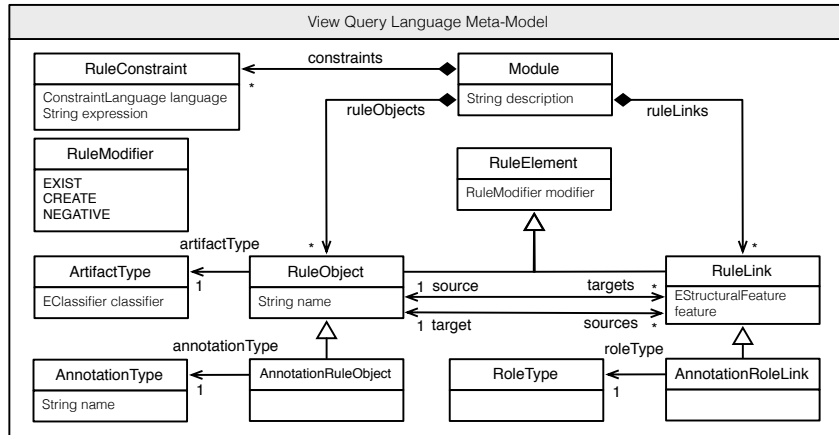 View Query Language Meta-Model
RuleConstraint
ConstraintLanguage language
String expression
constraints
*
Module
String description
ruleObjects
ruleLinks
RuleModifier
EXIST
CREATE
NEGATIVE
RuleElement
RuleModifier modifier
artifactType
*
*
ArtifactType
EClassifier classifier
1
RuleObject
String name
1 source
targets *
1 target
sources *
RuleLink
EStructuralFeature
feature
annotationType
roleType
AnnotationType
String name
1
AnnotationRuleObject
RoleType
1
AnnotationRoleLink